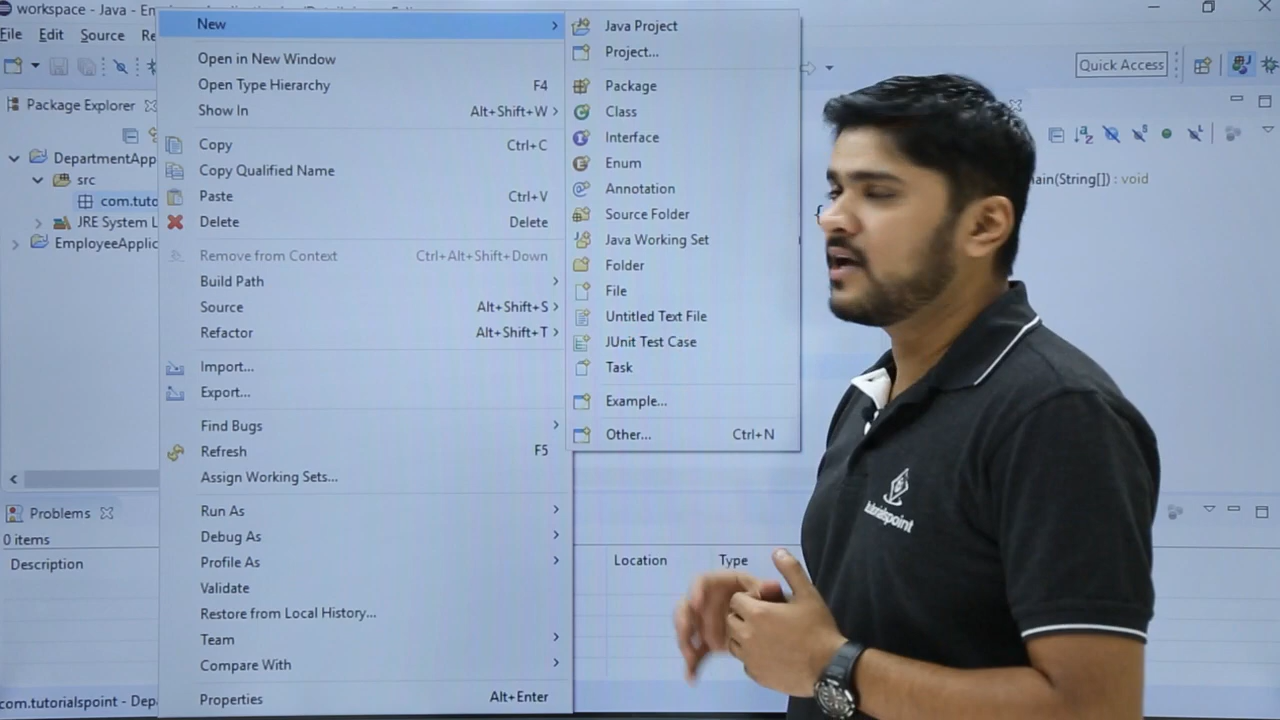 workspace - Java - Em
File Edit Source Re
Quick Access
Package Explorer
DepartmentApp
src
com.tuto
JRE System L
EmployeeApplic
New
Open in New Window
Open Type Hierarchy F4
Show In Alt+Shift+W
Copy Ctrl+C
Copy Qualified Name
Paste Ctrl+V
Delete Delete
Remove from Context Ctrl+Alt+Shift+Down
Build Path
Source Alt+Shift+S
Refactor Alt+Shift+T
Import...
Export...
Find Bugs
Refresh F5
Assign Working Sets...
Run As
Debug As
Profile As
Validate
Restore from Local History...
Team
Compare With
Properties Alt+Enter
Java Project
Project...
Package
Class
Interface
Enum
Annotation
Source Folder
Java Working Set
Folder
File
Untitled Text File
JUnit Test Case
Task
Example...
Other... Ctrl+N
ain(String[]) : void
Problems
0 items
Description
Location Type
com.tutorialspoint - Depa
tutorialspoint